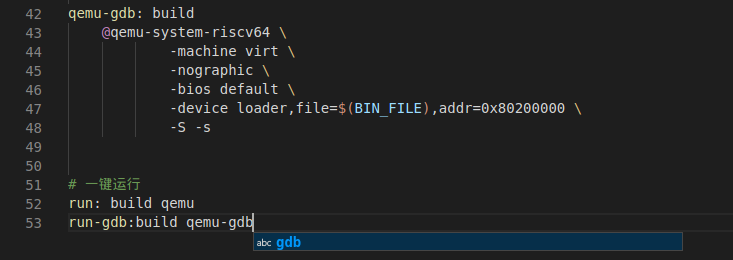 42 qemu-gdb: build
43     @qemu-system-riscv64 \
44             -machine virt \
45             -nographic \
46             -bios default \
47             -device loader,file=$(BIN_FILE),addr=0x80200000 \
48             -S -s
49
50
51 # 一键运行
52 run: build qemu
53 run-gdb:build qemu-gdb
abc gdb